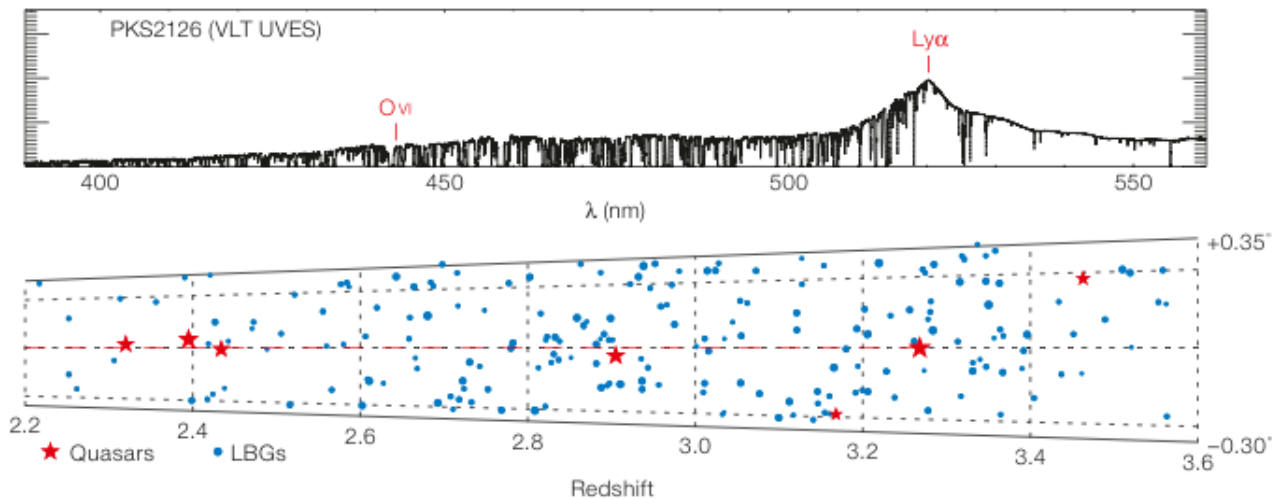 PKS2126 (VLT UVES)
Lyα
O VI
400 450 500 550
λ (nm)
+0.35°
2.2 2.4 2.6 2.8 3.0 3.2 3.4 3.6
−0.30°
Quasars LBGs
Redshift